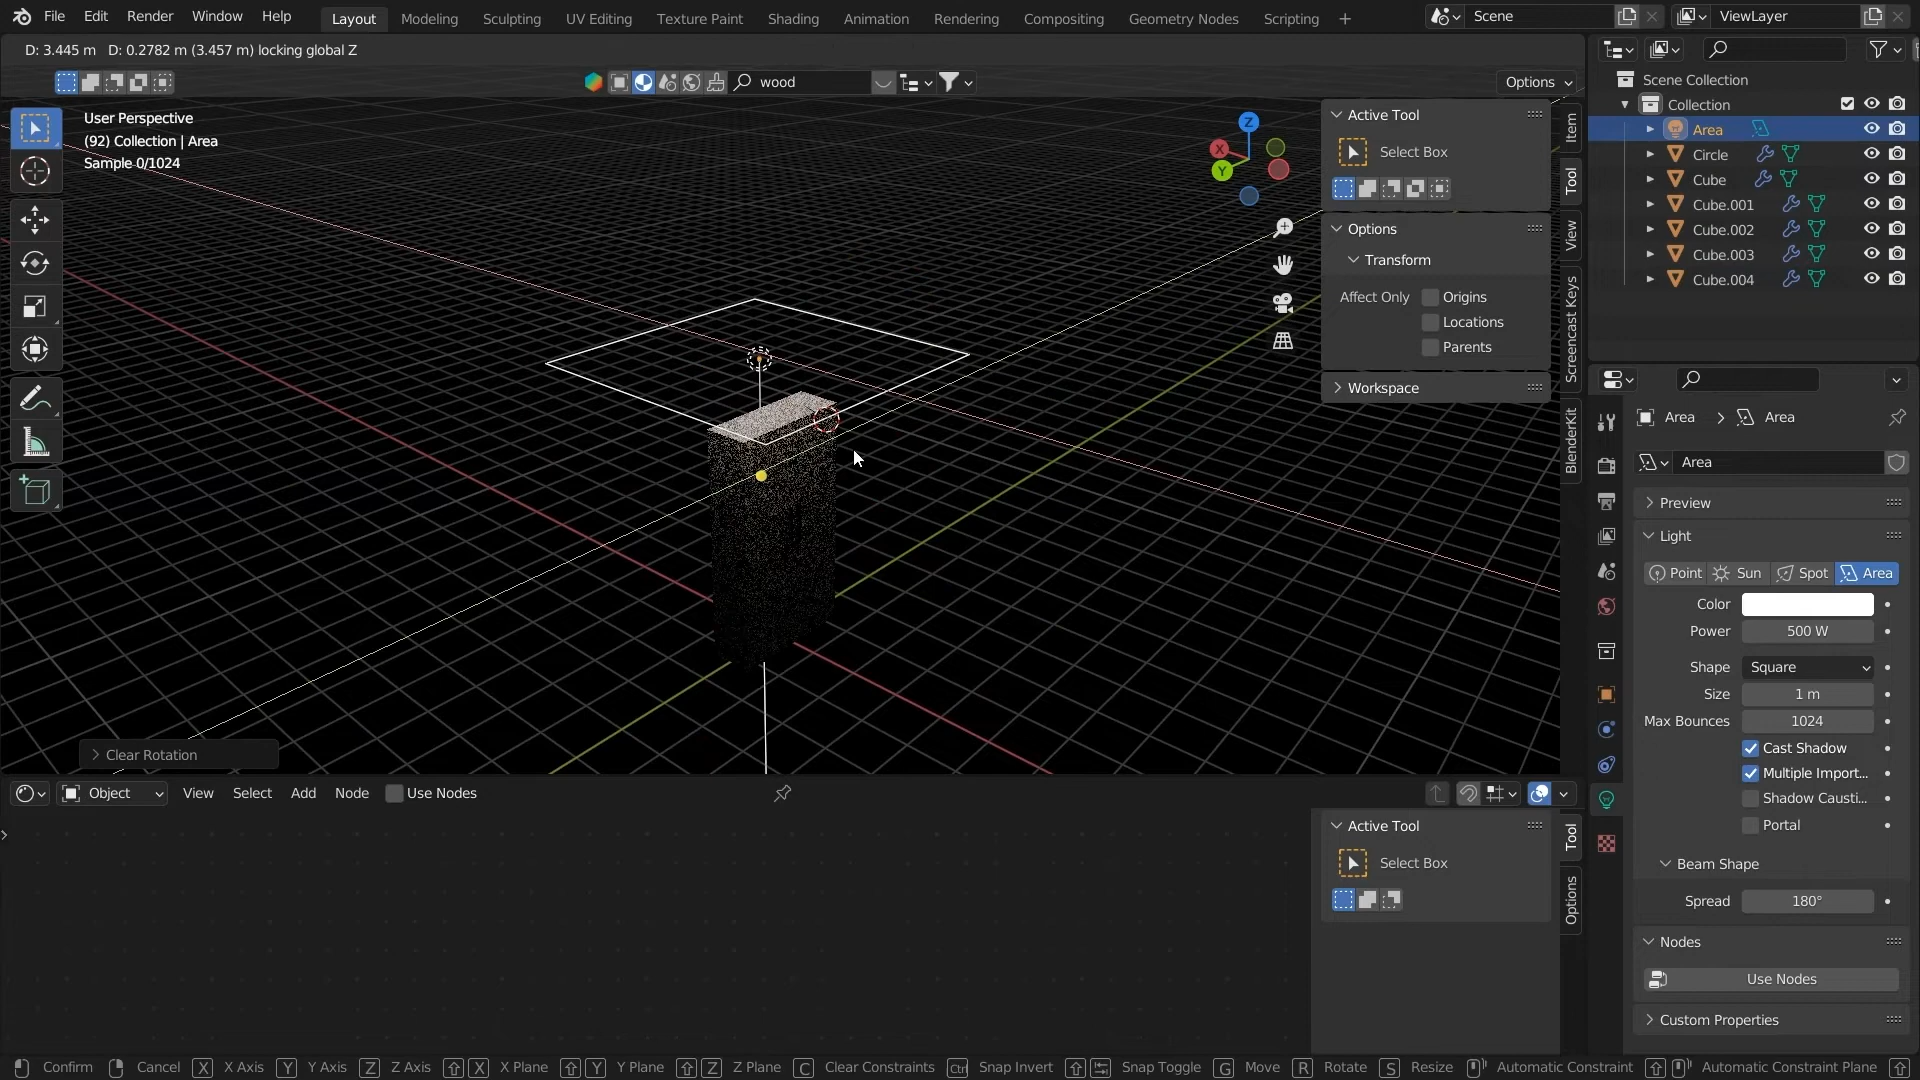 File Edit Render Window Help Layout Modeling Sculpting UV Editing Texture Paint Shading Animation Rendering Compositing Geometry Nodes Scripting Scene ViewLayer
D: 3.445 m D: 0.2782 m (3.457 m) locking global Z
wood Options
User Perspective
(92) Collection | Area
Sample 0/1024
Z
X
Y
Active Tool
Select Box
Options
Transform
Affect Only Origins
Locations
Parents
Workspace
Item
Tool
View
Screencast Keys
BlenderKit
Scene Collection
Collection
Area
Circle
Cube
Cube.001
Cube.002
Cube.003
Cube.004
Area Area
Area
Preview
Light
Point Sun Spot Area
Color
Power 500 W
Shape Square
Size 1 m
Max Bounces 1024
Cast Shadow
Multiple Import...
Shadow Causti...
Portal
Beam Shape
Spread 180°
Nodes
Use Nodes
Custom Properties
Clear Rotation
Object View Select Add Node Use Nodes
Active Tool
Select Box
Tool
Options
Confirm Cancel X X Axis Y Y Axis Z Z Axis X X Plane Y Y Plane Z Z Plane C Clear Constraints Ctrl Snap Invert Snap Toggle G Move R Rotate S Resize Automatic Constraint Automatic Constraint Plane